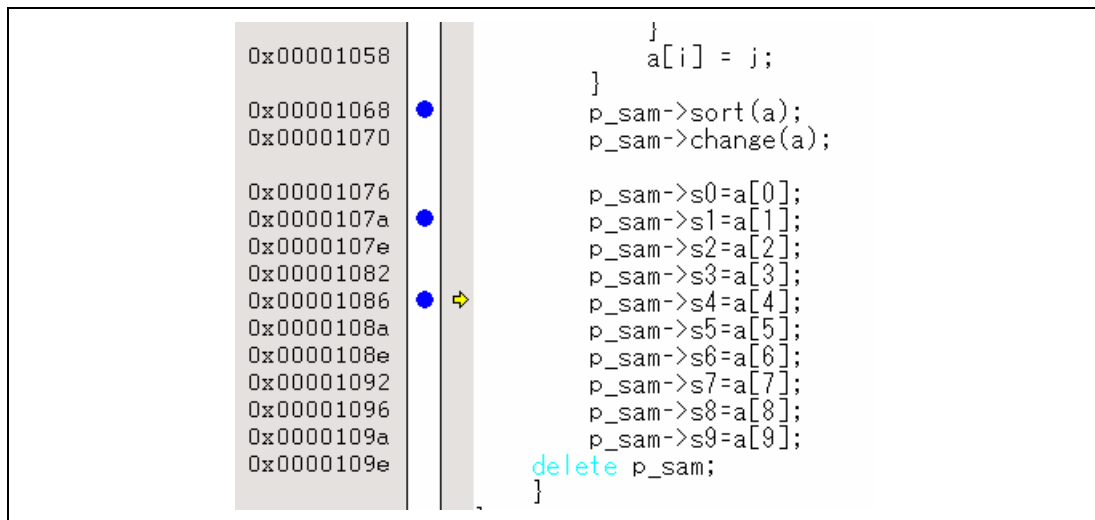 }
0x00001058 a[i] = j;
}
0x00001068 p_sam->sort(a);
0x00001070 p_sam->change(a);
0x00001076 p_sam->s0=a[0];
0x0000107a p_sam->s1=a[1];
0x0000107e p_sam->s2=a[2];
0x00001082 p_sam->s3=a[3];
0x00001086 p_sam->s4=a[4];
0x0000108a p_sam->s5=a[5];
0x0000108e p_sam->s6=a[6];
0x00001092 p_sam->s7=a[7];
0x00001096 p_sam->s8=a[8];
0x0000109a p_sam->s9=a[9];
0x0000109e delete p_sam;
}